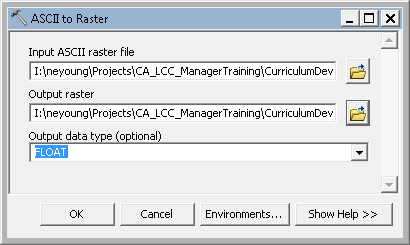 ASCII to Raster
Input ASCII raster file
I:\neyoung\Projects\CA_LCC_ManagerTraining\CurriculumDev
Output raster
I:\neyoung\Projects\CA_LCC_ManagerTraining\CurriculumDev
Output data type (optional)
FLOAT
OK Cancel Environments... Show Help >>